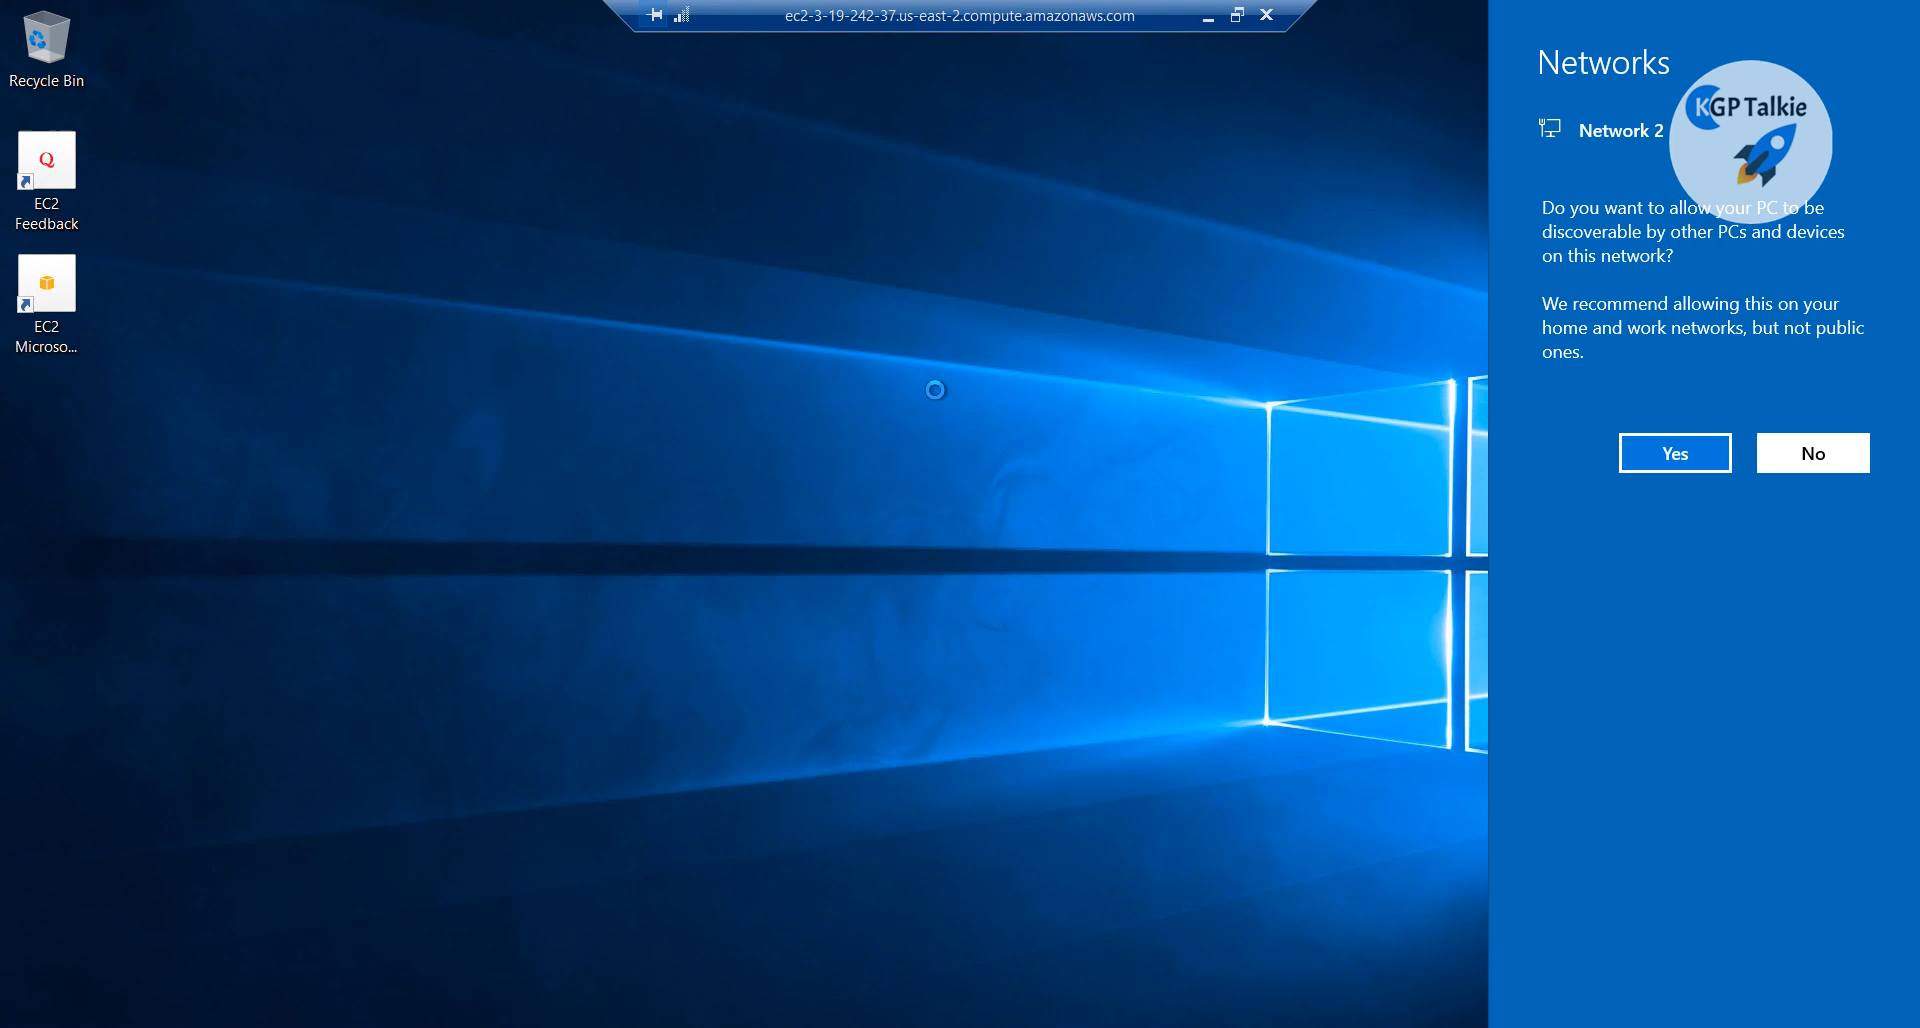 ec2-3-19-242-37.us-east-2.compute.amazonaws.com
Recycle Bin
Q
EC2
Feedback
EC2
Microso...
Networks
KGP Talkie
Network 2
Do you want to allow your PC to be
discoverable by other PCs and devices
on this network?
We recommend allowing this on your
home and work networks, but not public
ones.
Yes
No